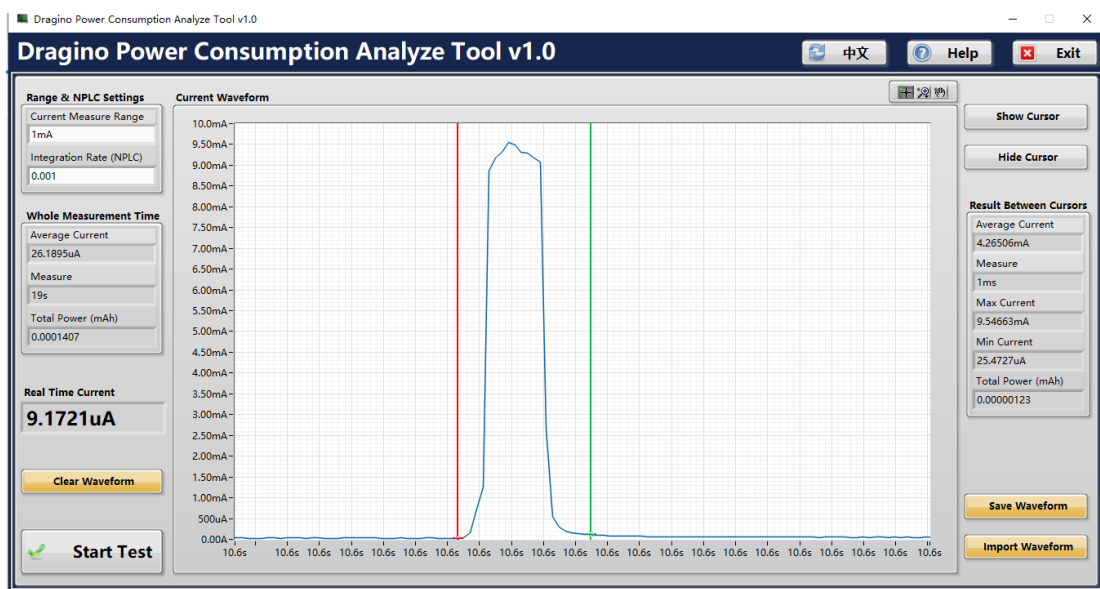 Dragino Power Consumption Analyze Tool v1.0
Dragino Power Consumption Analyze Tool v1.0
中文
Help
Exit
Range & NPLC Settings
Current Measure Range
1mA
Integration Rate (NPLC)
0.001
Whole Measurement Time
Average Current
26.1895uA
Measure
19s
Total Power (mAh)
0.0001407
Real Time Current
9.1721uA
Clear Waveform
Start Test
Current Waveform
10.0mA
9.50mA
9.00mA
8.50mA
8.00mA
7.50mA
7.00mA
6.50mA
6.00mA
5.50mA
5.00mA
4.50mA
4.00mA
3.50mA
3.00mA
2.50mA
2.00mA
1.50mA
1.00mA
500uA
0.00A
10.6s 10.6s 10.6s 10.6s 10.6s 10.6s 10.6s 10.6s 10.6s 10.6s 10.6s 10.6s 10.6s 10.6s 10.6s 10.6s 10.6s 10.6s 10.6s 10.6s 10.6s 10.6s
Show Cursor
Hide Cursor
Result Between Cursors
Average Current
4.26506mA
Measure
1ms
Max Current
9.54663mA
Min Current
25.4727uA
Total Power (mAh)
0.00000123
Save Waveform
Import Waveform